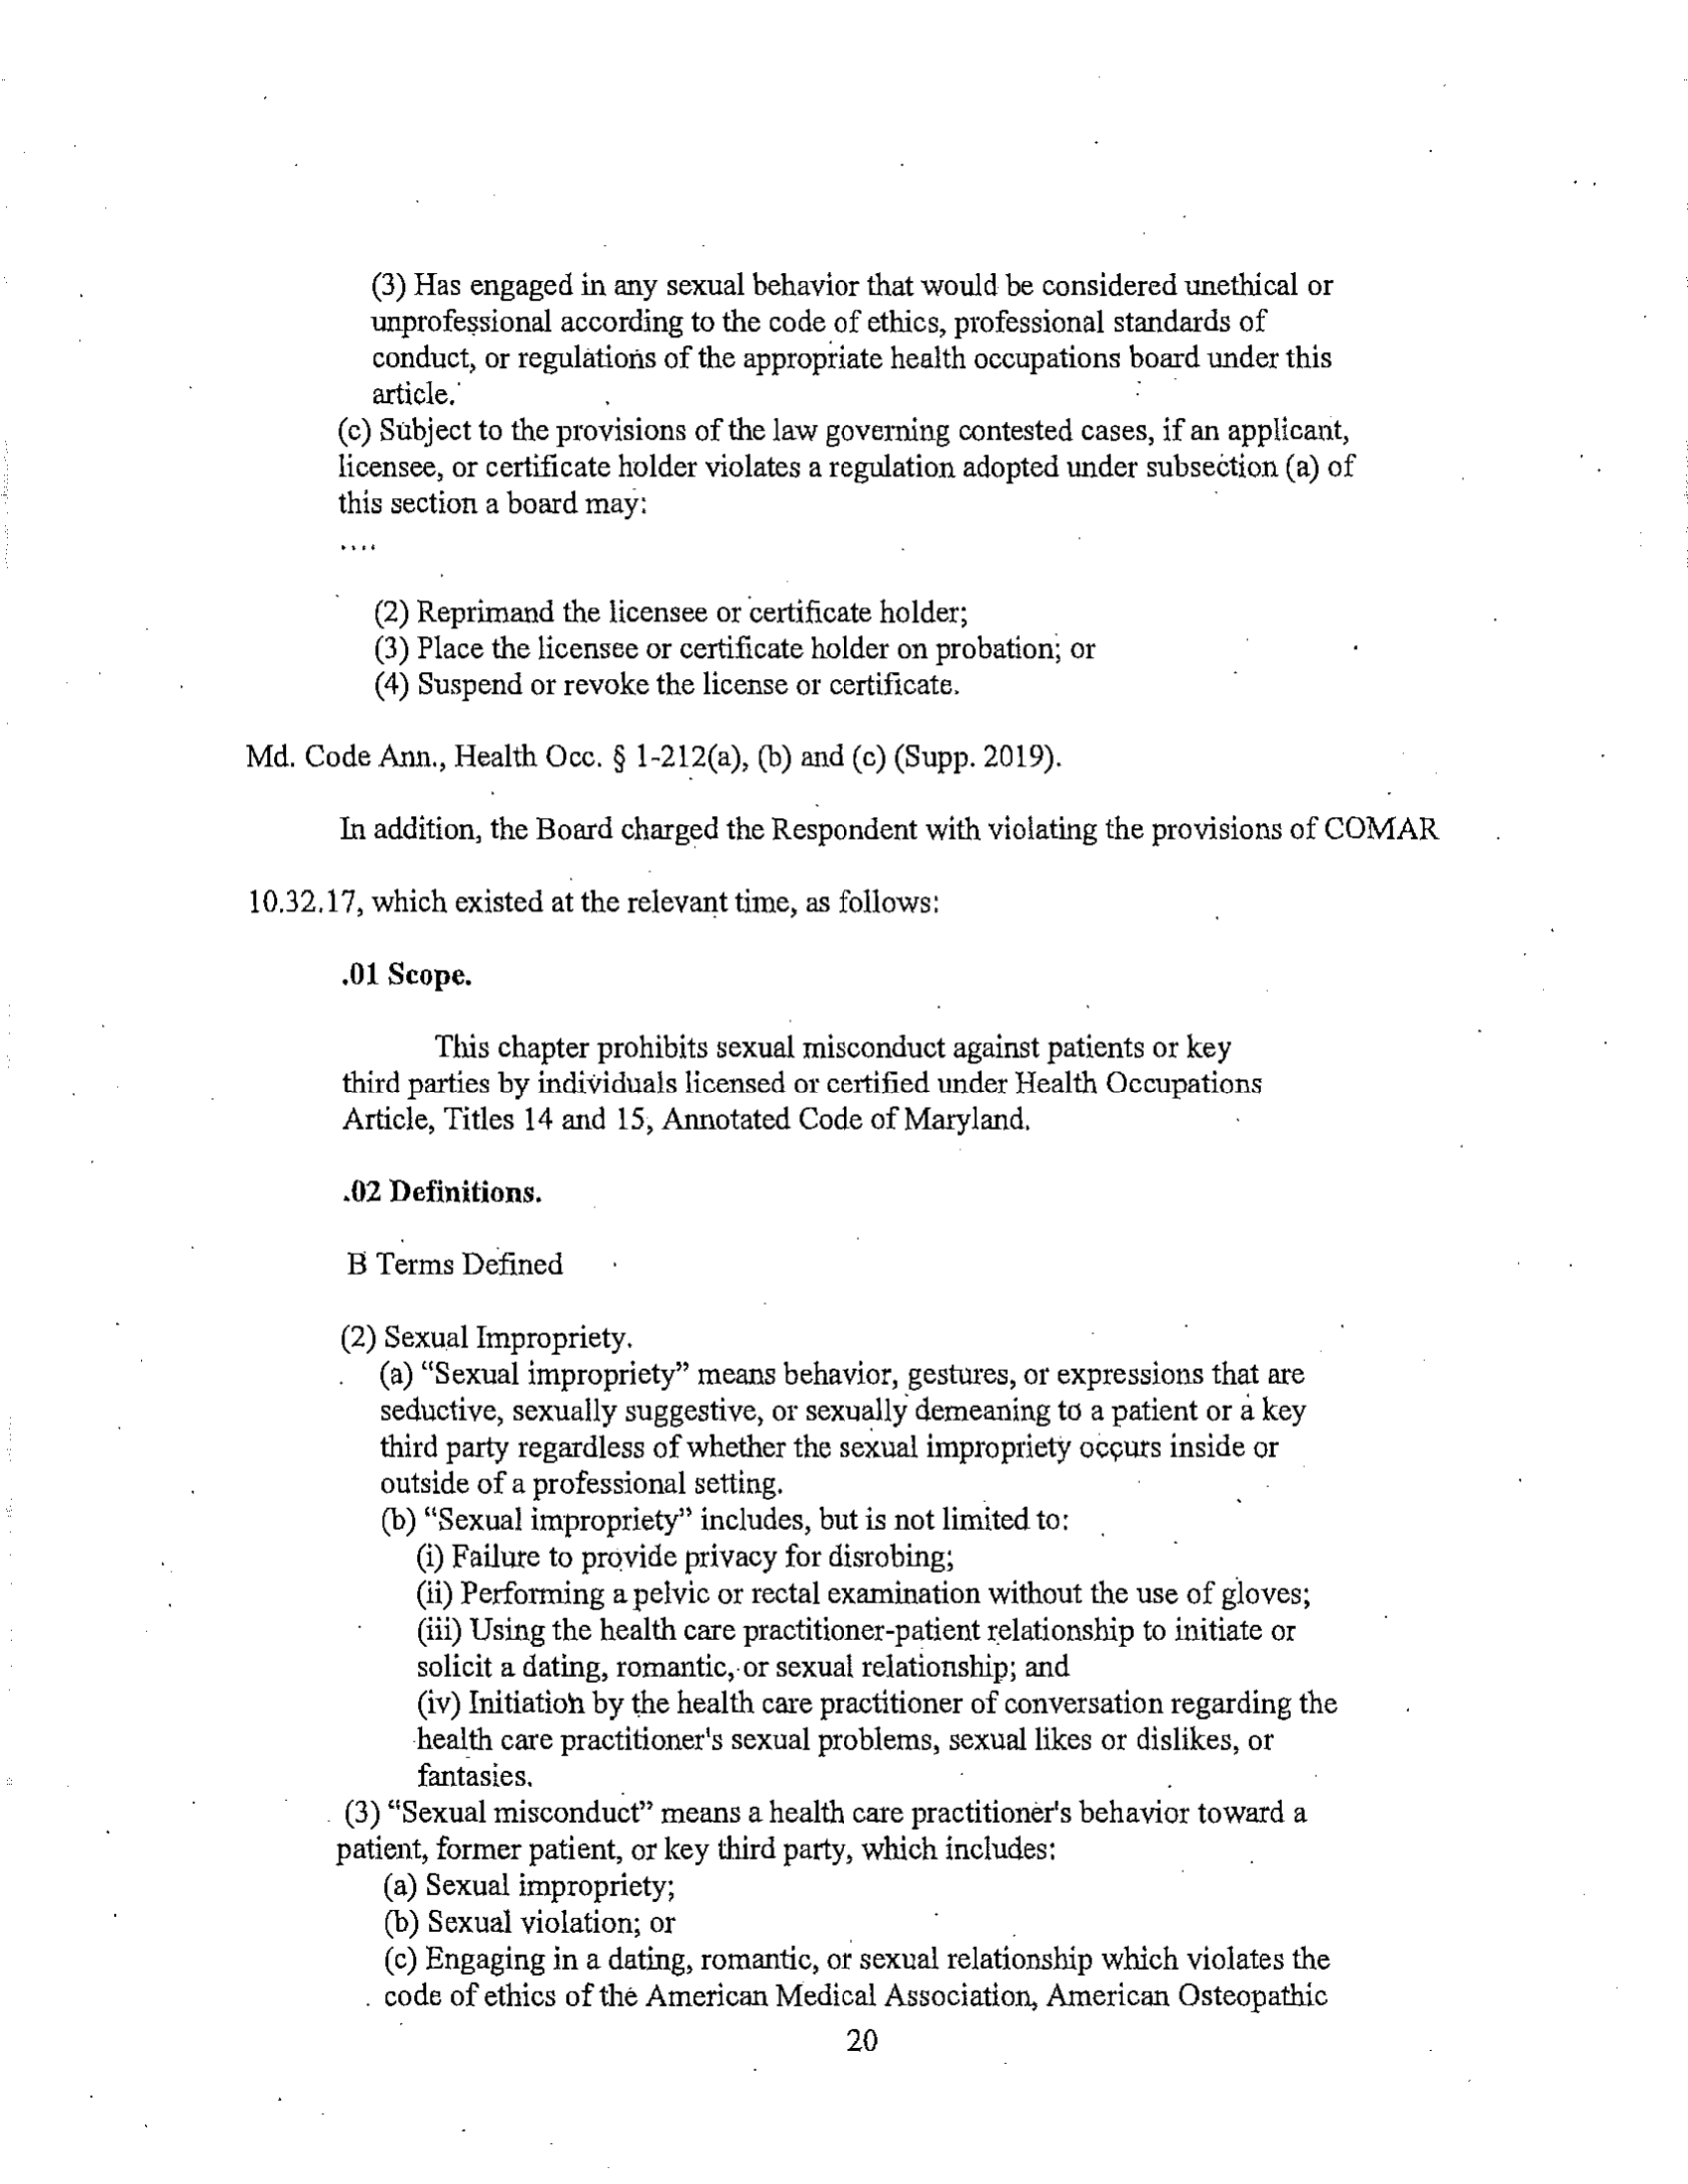 (3) Has engaged in any sexual behavior that would be considered unethical or
unprofessional according to the code of ethics, professional standards of
conduct, or regulations of the appropriate health occupations board under this
article.
(c) Subject to the provisions of the law governing contested cases, if an applicant,
licensee, or certificate holder violates a regulation adopted under subsection (a) of
this section a board may:
....
(2) Reprimand the licensee or certificate holder;
(3) Place the licensee or certificate holder on probation; or
(4) Suspend or revoke the license or certificate.
Md. Code Ann., Health Occ. § 1-212(a), (b) and (c) (Supp. 2019).
In addition, the Board charged the Respondent with violating the provisions of COMAR
10.32.17, which existed at the relevant time, as follows:
.01 Scope.
This chapter prohibits sexual misconduct against patients or key
third parties by individuals licensed or certified under Health Occupations
Article, Titles 14 and 15, Annotated Code of Maryland.
.02 Definitions.
B Terms Defined
(2) Sexual Impropriety.
(a) “Sexual impropriety” means behavior, gestures, or expressions that are
seductive, sexually suggestive, or sexually demeaning to a patient or a key
third party regardless of whether the sexual impropriety occurs inside or
outside of a professional setting.
(b) “Sexual impropriety” includes, but is not limited to:
(i) Failure to provide privacy for disrobing;
(ii) Performing a pelvic or rectal examination without the use of gloves;
(iii) Using the health care practitioner-patient relationship to initiate or
solicit a dating, romantic, or sexual relationship; and
(iv) Initiation by the health care practitioner of conversation regarding the
health care practitioner's sexual problems, sexual likes or dislikes, or
fantasies.
(3) “Sexual misconduct” means a health care practitioner's behavior toward a
patient, former patient, or key third party, which includes:
(a) Sexual impropriety;
(b) Sexual violation; or
(c) Engaging in a dating, romantic, or sexual relationship which violates the
code of ethics of the American Medical Association, American Osteopathic
20